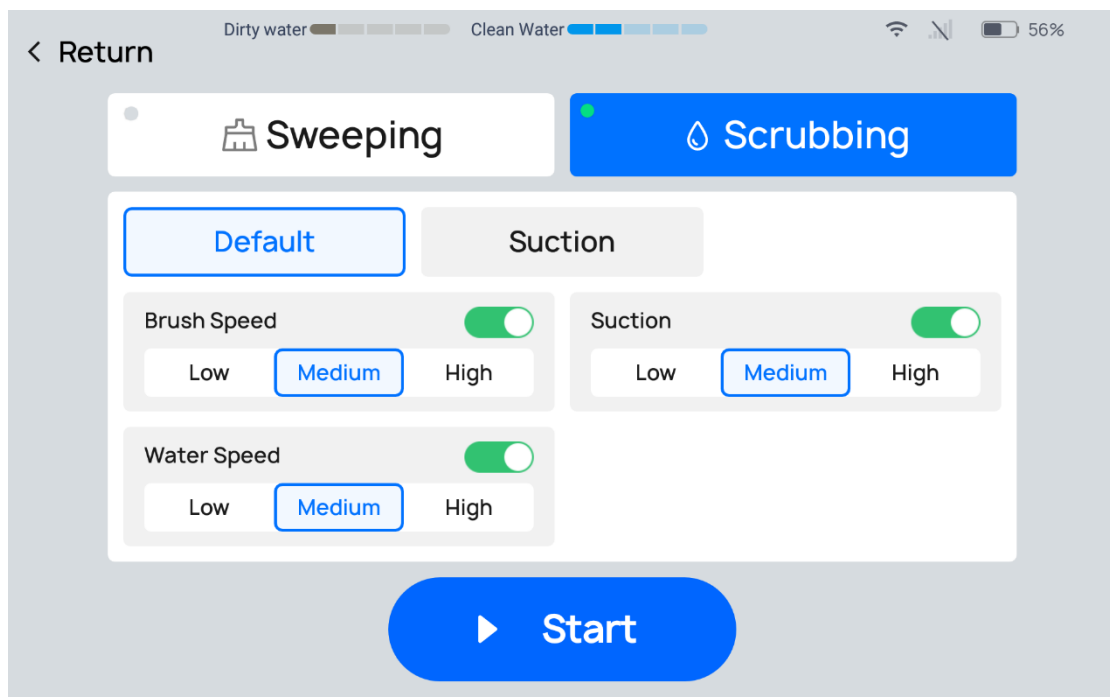 Dirty water Clean Water 56%
Return
Sweeping Scrubbing
Default Suction
Brush Speed Suction
Low Medium High Low Medium High
Water Speed
Low Medium High
Start